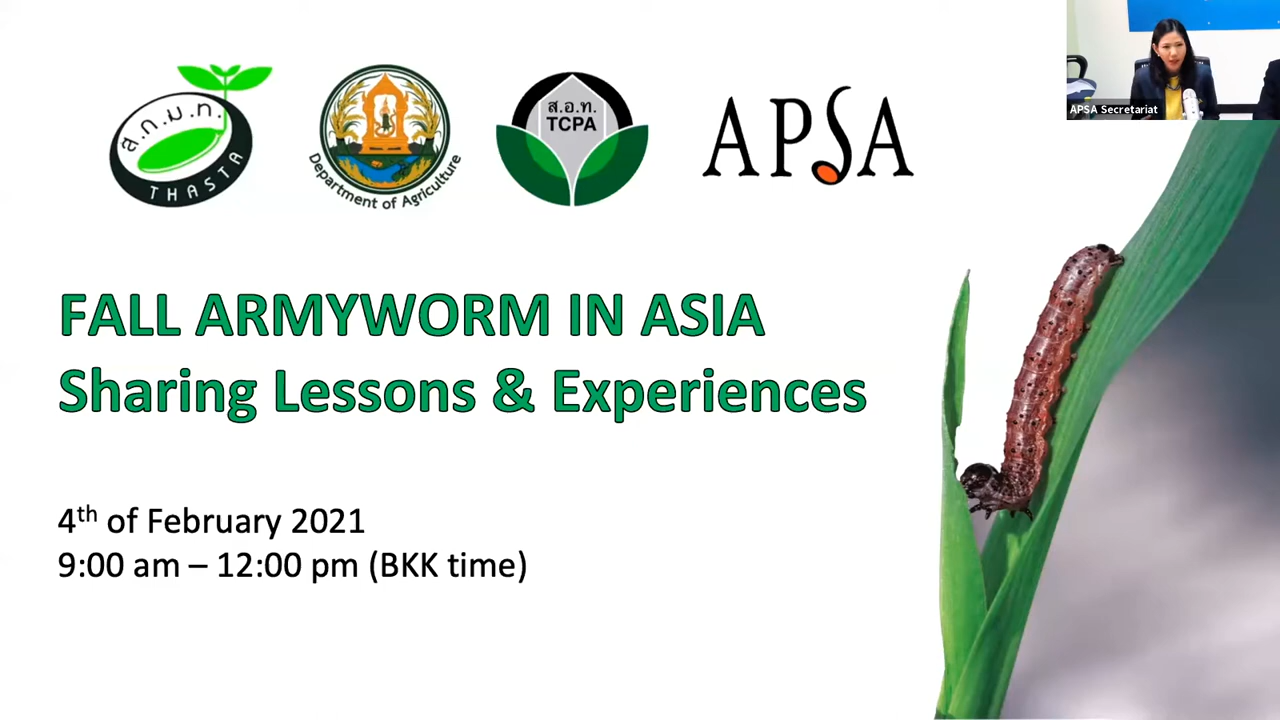 ส.ก.ม.ท.
THASTA
Department of Agriculture
ส.อ.ท.
TCPA
APSA
APSA Secretariat
FALL ARMYWORM IN ASIA
Sharing Lessons & Experiences
4th of February 2021
9:00 am – 12:00 pm (BKK time)